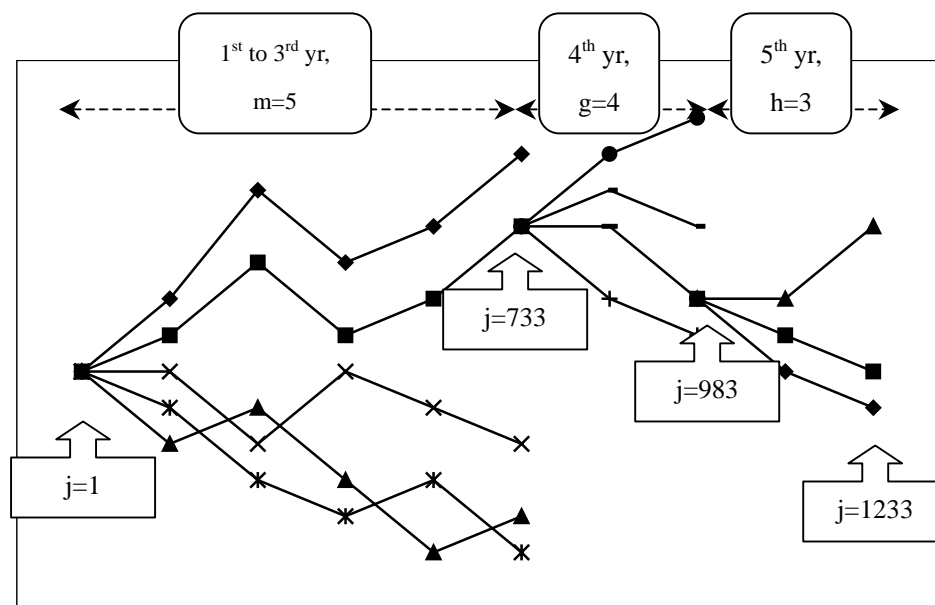 1st to 3rd yr,
m=5
4th yr,
g=4
5th yr,
h=3
j=733
j=983
j=1
j=1233